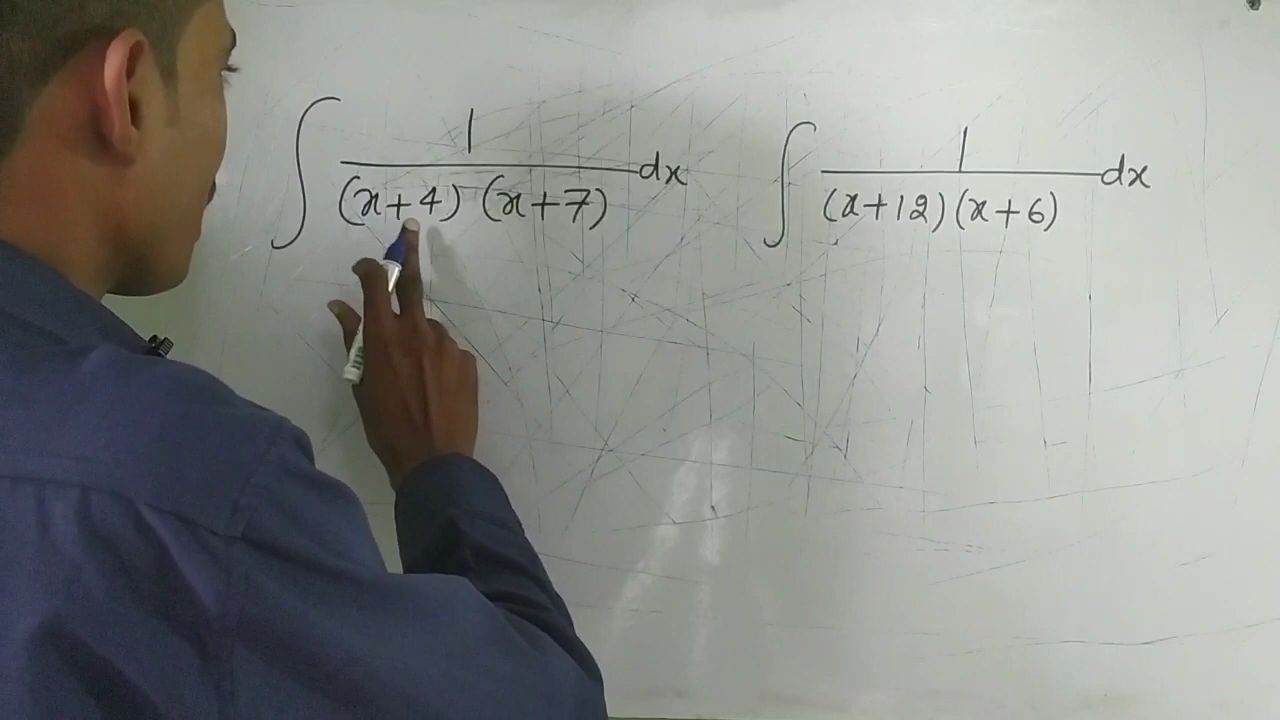 ∫ 1/((x+4) (x+7)) dx
∫ 1/((x+12)(x+6)) dx